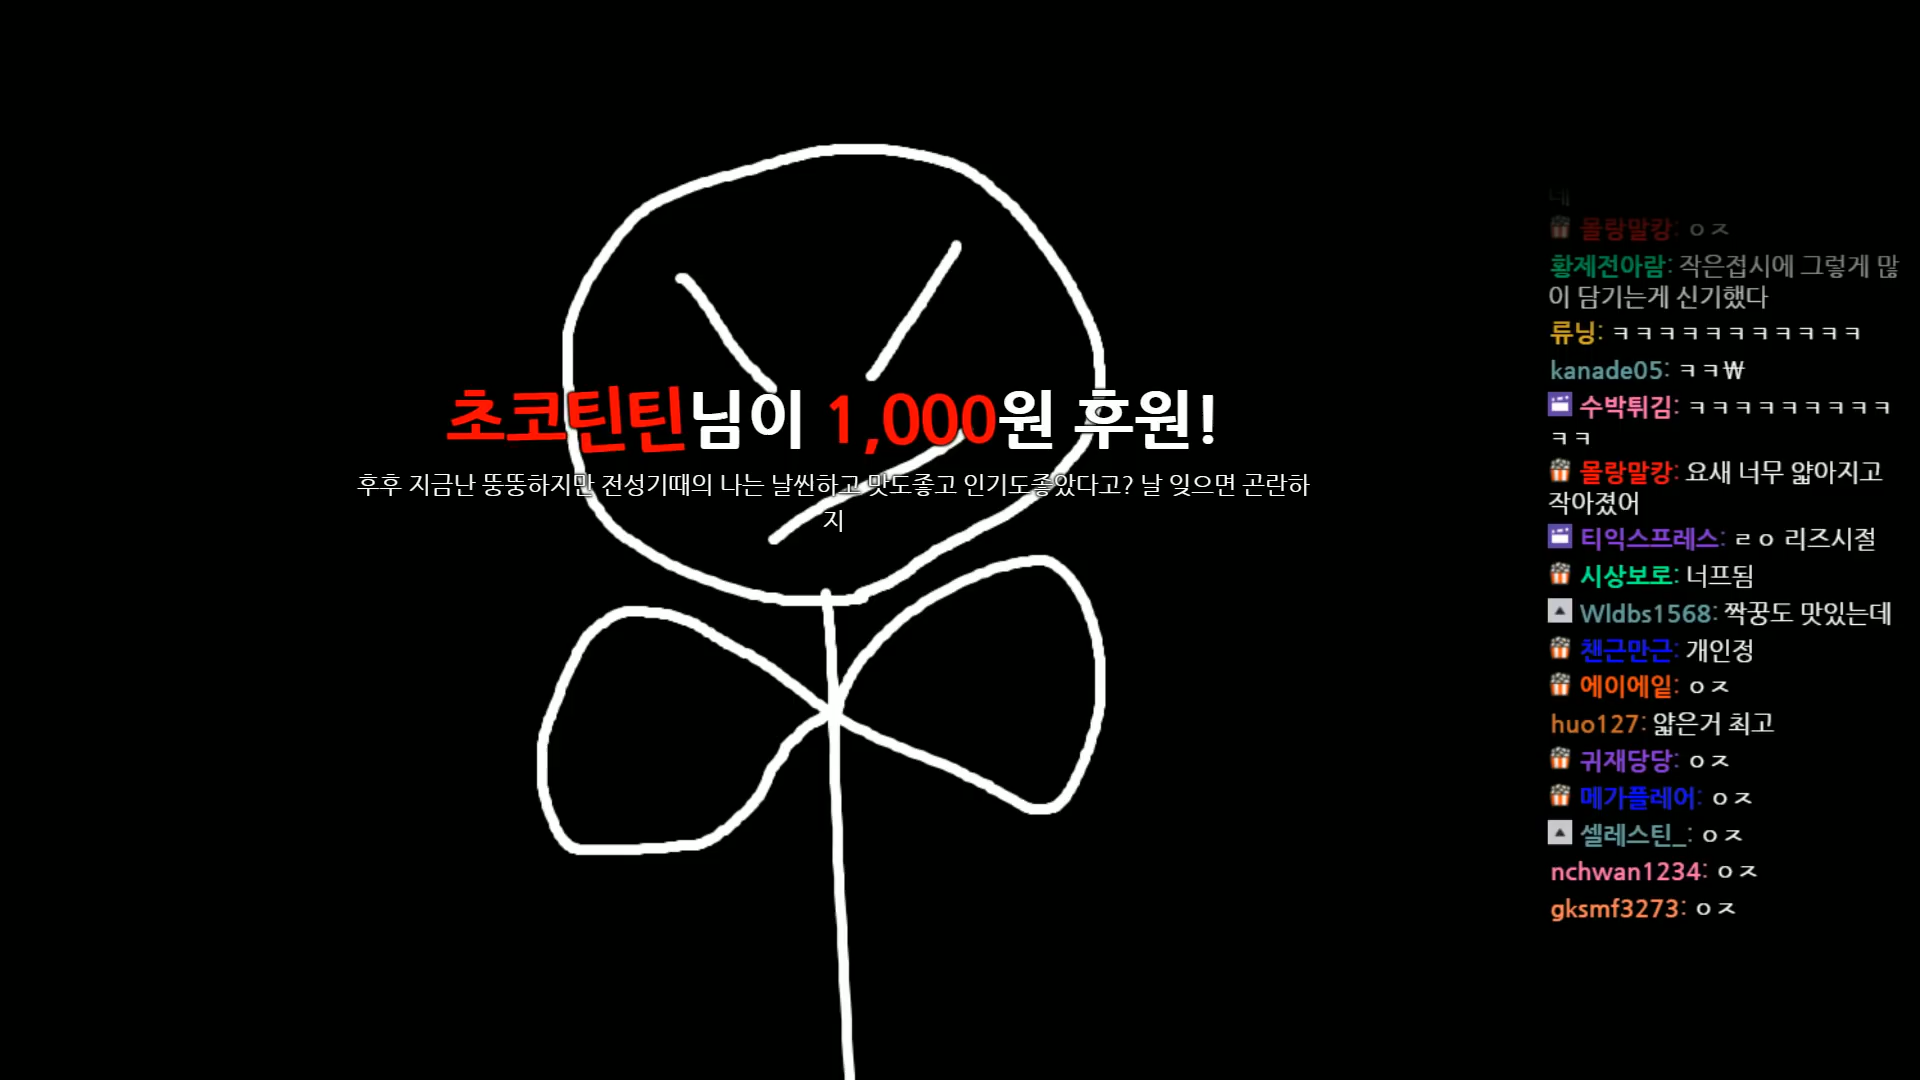 초코틴틴님이 1,000원 후원!
후후 지금난 뚱뚱하지만 전성기때의 나는 날씬하고 맛도좋고 인기도좋았다고? 날 잊으면 곤란하
지
데
몰랑말캉: ㅇㅈ
황제전아람: 작은접시에 그렇게 많
이 담기는게 신기했다
류닝: ㅋㅋㅋㅋㅋㅋㅋㅋㅋㅋㅋ
kanade05: ㅋㅋ₩
수박튀김: ㅋㅋㅋㅋㅋㅋㅋㅋㅋ
ㅋㅋ
몰랑말캉: 요새 너무 얇아지고
작아졌어
티익스프레스: ㄹㅇ 리즈시절
시상보로: 너프됨
Wldbs1568: 짝꿍도 맛있는데
첸근만근: 개인정
에이에잍: ㅇㅈ
huo127: 얇은거 최고
귀재당당: ㅇㅈ
메가플레어: ㅇㅈ
셀레스틴_: ㅇㅈ
nchwan1234: ㅇㅈ
gksmf3273: ㅇㅈ